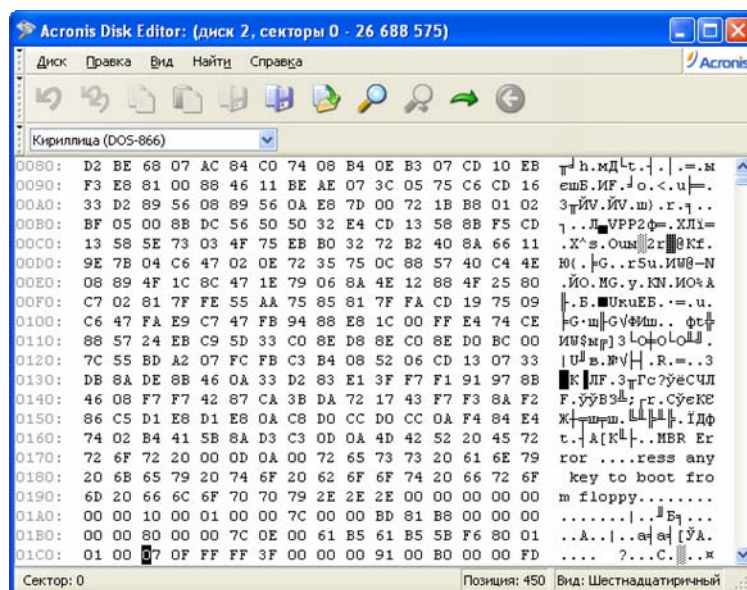 Acronis Disk Editor: (диск 2, секторы 0 - 26 688 575)
Диск Правка Вид Найти Справка Acronis
Кириллица (DOS-866)
0080: D2 BE 68 07 AC 84 C0 74 08 B4 0E B3 07 CD 10 EB
0090: F3 E8 81 00 88 46 11 BE AE 07 3C 05 75 C6 CD 16
00A0: 33 D2 89 56 08 89 56 0A E8 7D 00 72 1B B8 01 02
00B0: BF 05 00 8B DC 56 50 50 32 E4 CD 13 58 8B F5 CD
00C0: 13 58 5E 73 03 4F 75 EB B0 32 72 B2 40 8A 66 11
00D0: 9E 7B 04 C6 47 02 0E 72 35 75 0C 88 57 40 C4 4E
00E0: 08 89 4F 1C 8C 47 1E 79 06 8A 4E 12 88 4F 25 80
00F0: C7 02 81 7F FE 55 AA 75 85 81 7F FA CD 19 75 09
0100: C6 47 FA E9 C7 47 FB 94 88 E8 1C 00 FF E4 74 CE
0110: 88 57 24 EB C9 5D 33 C0 8E D8 8E C0 8E D0 BC 00
0120: 7C 55 BD A2 07 FC FB C3 B4 08 52 06 CD 13 07 33
0130: DB 8A DE 8B 46 0A 33 D2 83 E1 3F F7 F1 91 97 8B
0140: 46 08 F7 F7 42 87 CA 3B DA 72 17 43 F7 F3 8A F2
0150: 86 C5 D1 E8 D1 E8 0A C8 D0 CC D0 CC 0A F4 84 E4
0160: 74 02 B4 41 5B 8A D3 C3 0D 0A 4D 42 52 20 45 72 t.┤A[K╙├..MBR Er
0170: 72 6F 72 20 00 0D 0A 00 72 65 73 73 20 61 6E 79 ror ....ress any
0180: 20 6B 65 79 20 74 6F 20 62 6F 6F 74 20 66 72 6F key to boot fro
0190: 6D 20 66 6C 6F 70 70 79 2E 2E 2E 00 00 00 00 00 m floppy........
01A0: 00 00 10 00 01 00 00 7C 00 00 BD 81 B8 00 00 00
01B0: 00 00 80 00 00 7C 0E 00 61 B5 61 B5 5B F6 80 01
01C0: 01 00 07 0F FF FF 3F 00 00 00 91 00 B0 00 00 FD
Сектор: 0 Позиция: 450 Вид: Шестнадцатиричный